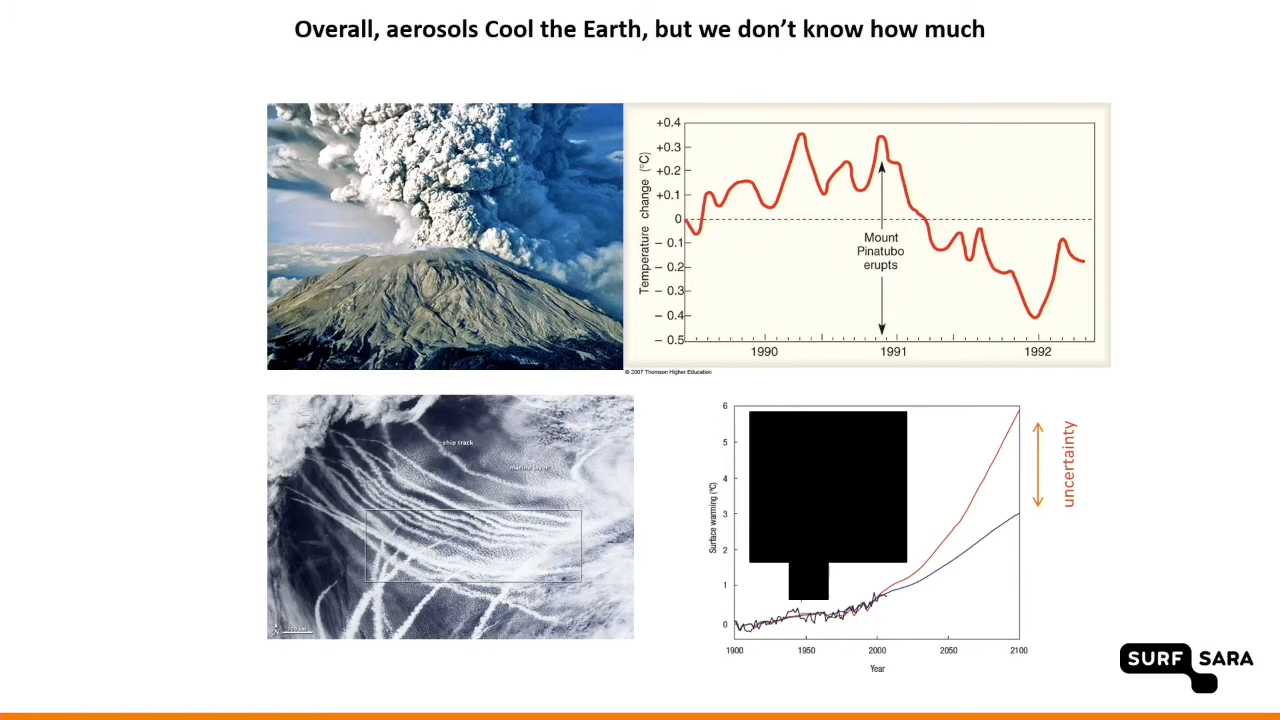 Overall, aerosols Cool the Earth, but we don't know how much
Temperature change (°C)
+0.4
+0.3
+0.2
+0.1
0
− 0.1
− 0.2
− 0.3
− 0.4
− 0.5
Mount
Pinatubo
erupts
1990
1991
1992
© 2007 Thomson Higher Education
ship track
marine layer
Surface warming (°C)
6
5
4
3
2
1
0
1900
1950
2000
2050
2100
Year
uncertainty
SURF SARA